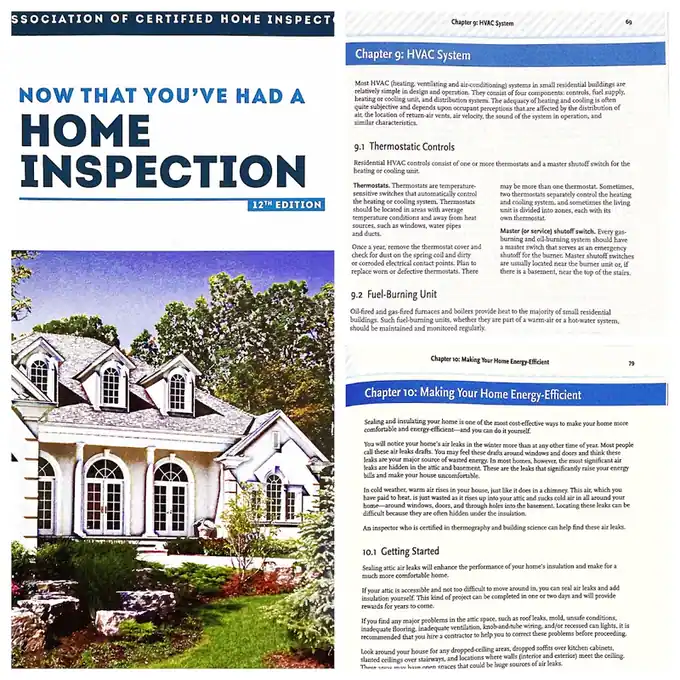 SSOCIATION OF CERTIFIED HOME INSPECTO
NOW THAT YOU'VE HAD A
HOME
INSPECTION
12TH EDITION
Chapter 9: HVAC System 69
Chapter 9: HVAC System
Most HVAC (heating, ventilating and air-conditioning) systems in small residential buildings are
relatively simple in design and operation. They consist of four components: controls, fuel supply,
heating or cooling unit, and distribution system. The adequacy of heating and cooling is often
quite subjective and depends upon occupant perceptions that are affected by the distribution of
air, the location of return-air vents, air velocity, the sound of the system in operation, and
similar characteristics.
9.1 Thermostatic Controls
Residential HVAC controls consist of one or more thermostats and a master shutoff switch for the
heating or cooling unit.
Thermostats. Thermostats are temperature-
sensitive switches that automatically control
the heating or cooling system. Thermostats
should be located in areas with average
temperature conditions and away from heat
sources, such as windows, water pipes
and ducts.
Once a year, remove the thermostat cover and
check for dust on the spring coil and dirty
or corroded electrical contact points. Plan to
replace worn or defective thermostats. There
may be more than one thermostat. Sometimes,
two thermostats separately control the heating
and cooling system, and sometimes the living
unit is divided into zones, each with its
own thermostat.
Master (or service) shutoff switch. Every gas-
burning and oil-burning system should have
a master switch that serves as an emergency
shutoff for the burner. Master shutoff switches
are usually located near the burner unit or, if
there is a basement, near the top of the stairs.
9.2 Fuel-Burning Unit
Oil-fired and gas-fired furnaces and boilers provide heat to the majority of small residential
buildings. Such fuel-burning units, whether they are part of a warm-air or a hot-water system,
should be maintained and monitored regularly.
Chapter 10: Making Your Home Energy-Efficient 79
Chapter 10: Making Your Home Energy-Efficient
Sealing and insulating your home is one of the most cost-effective ways to make your home more
comfortable and energy-efficient—and you can do it yourself.
You will notice your home's air leaks in the winter more than at any other time of year. Most people
call these air leaks drafts. You may feel these drafts around windows and doors and think these
leaks are your major source of wasted energy. In most homes, however, the most significant air
leaks are hidden in the attic and basement. These are the leaks that significantly raise your energy
bills and make your house uncomfortable.
In cold weather, warm air rises in your house, just like it does in a chimney. This air, which you
have paid to heat, is just wasted as it rises up into your attic and sucks cold air in all around your
home—around windows, doors, and through holes into the basement. Locating these leaks can be
difficult because they are often hidden under the insulation.
An inspector who is certified in thermography and building science can help find these air leaks.
10.1 Getting Started
Sealing attic air leaks will enhance the performance of your home's insulation and make for a
much more comfortable home.
If your attic is accessible and not too difficult to move around in, you can seal air leaks and add
insulation yourself. This kind of project can be completed in one or two days and will provide
rewards for years to come.
If you find any major problems in the attic space, such as roof leaks, mold, unsafe conditions,
inadequate flooring, inadequate ventilation, knob-and-tube wiring, and/or recessed can lights, it is
recommended that you hire a contractor to help you to correct these problems before proceeding.
Look around your house for any dropped-ceiling areas, dropped soffits over kitchen cabinets,
slanted ceilings over stairways, and locations where walls (interior and exterior) meet the ceiling.
These areas may have open spaces that could be huge sources of air leaks.